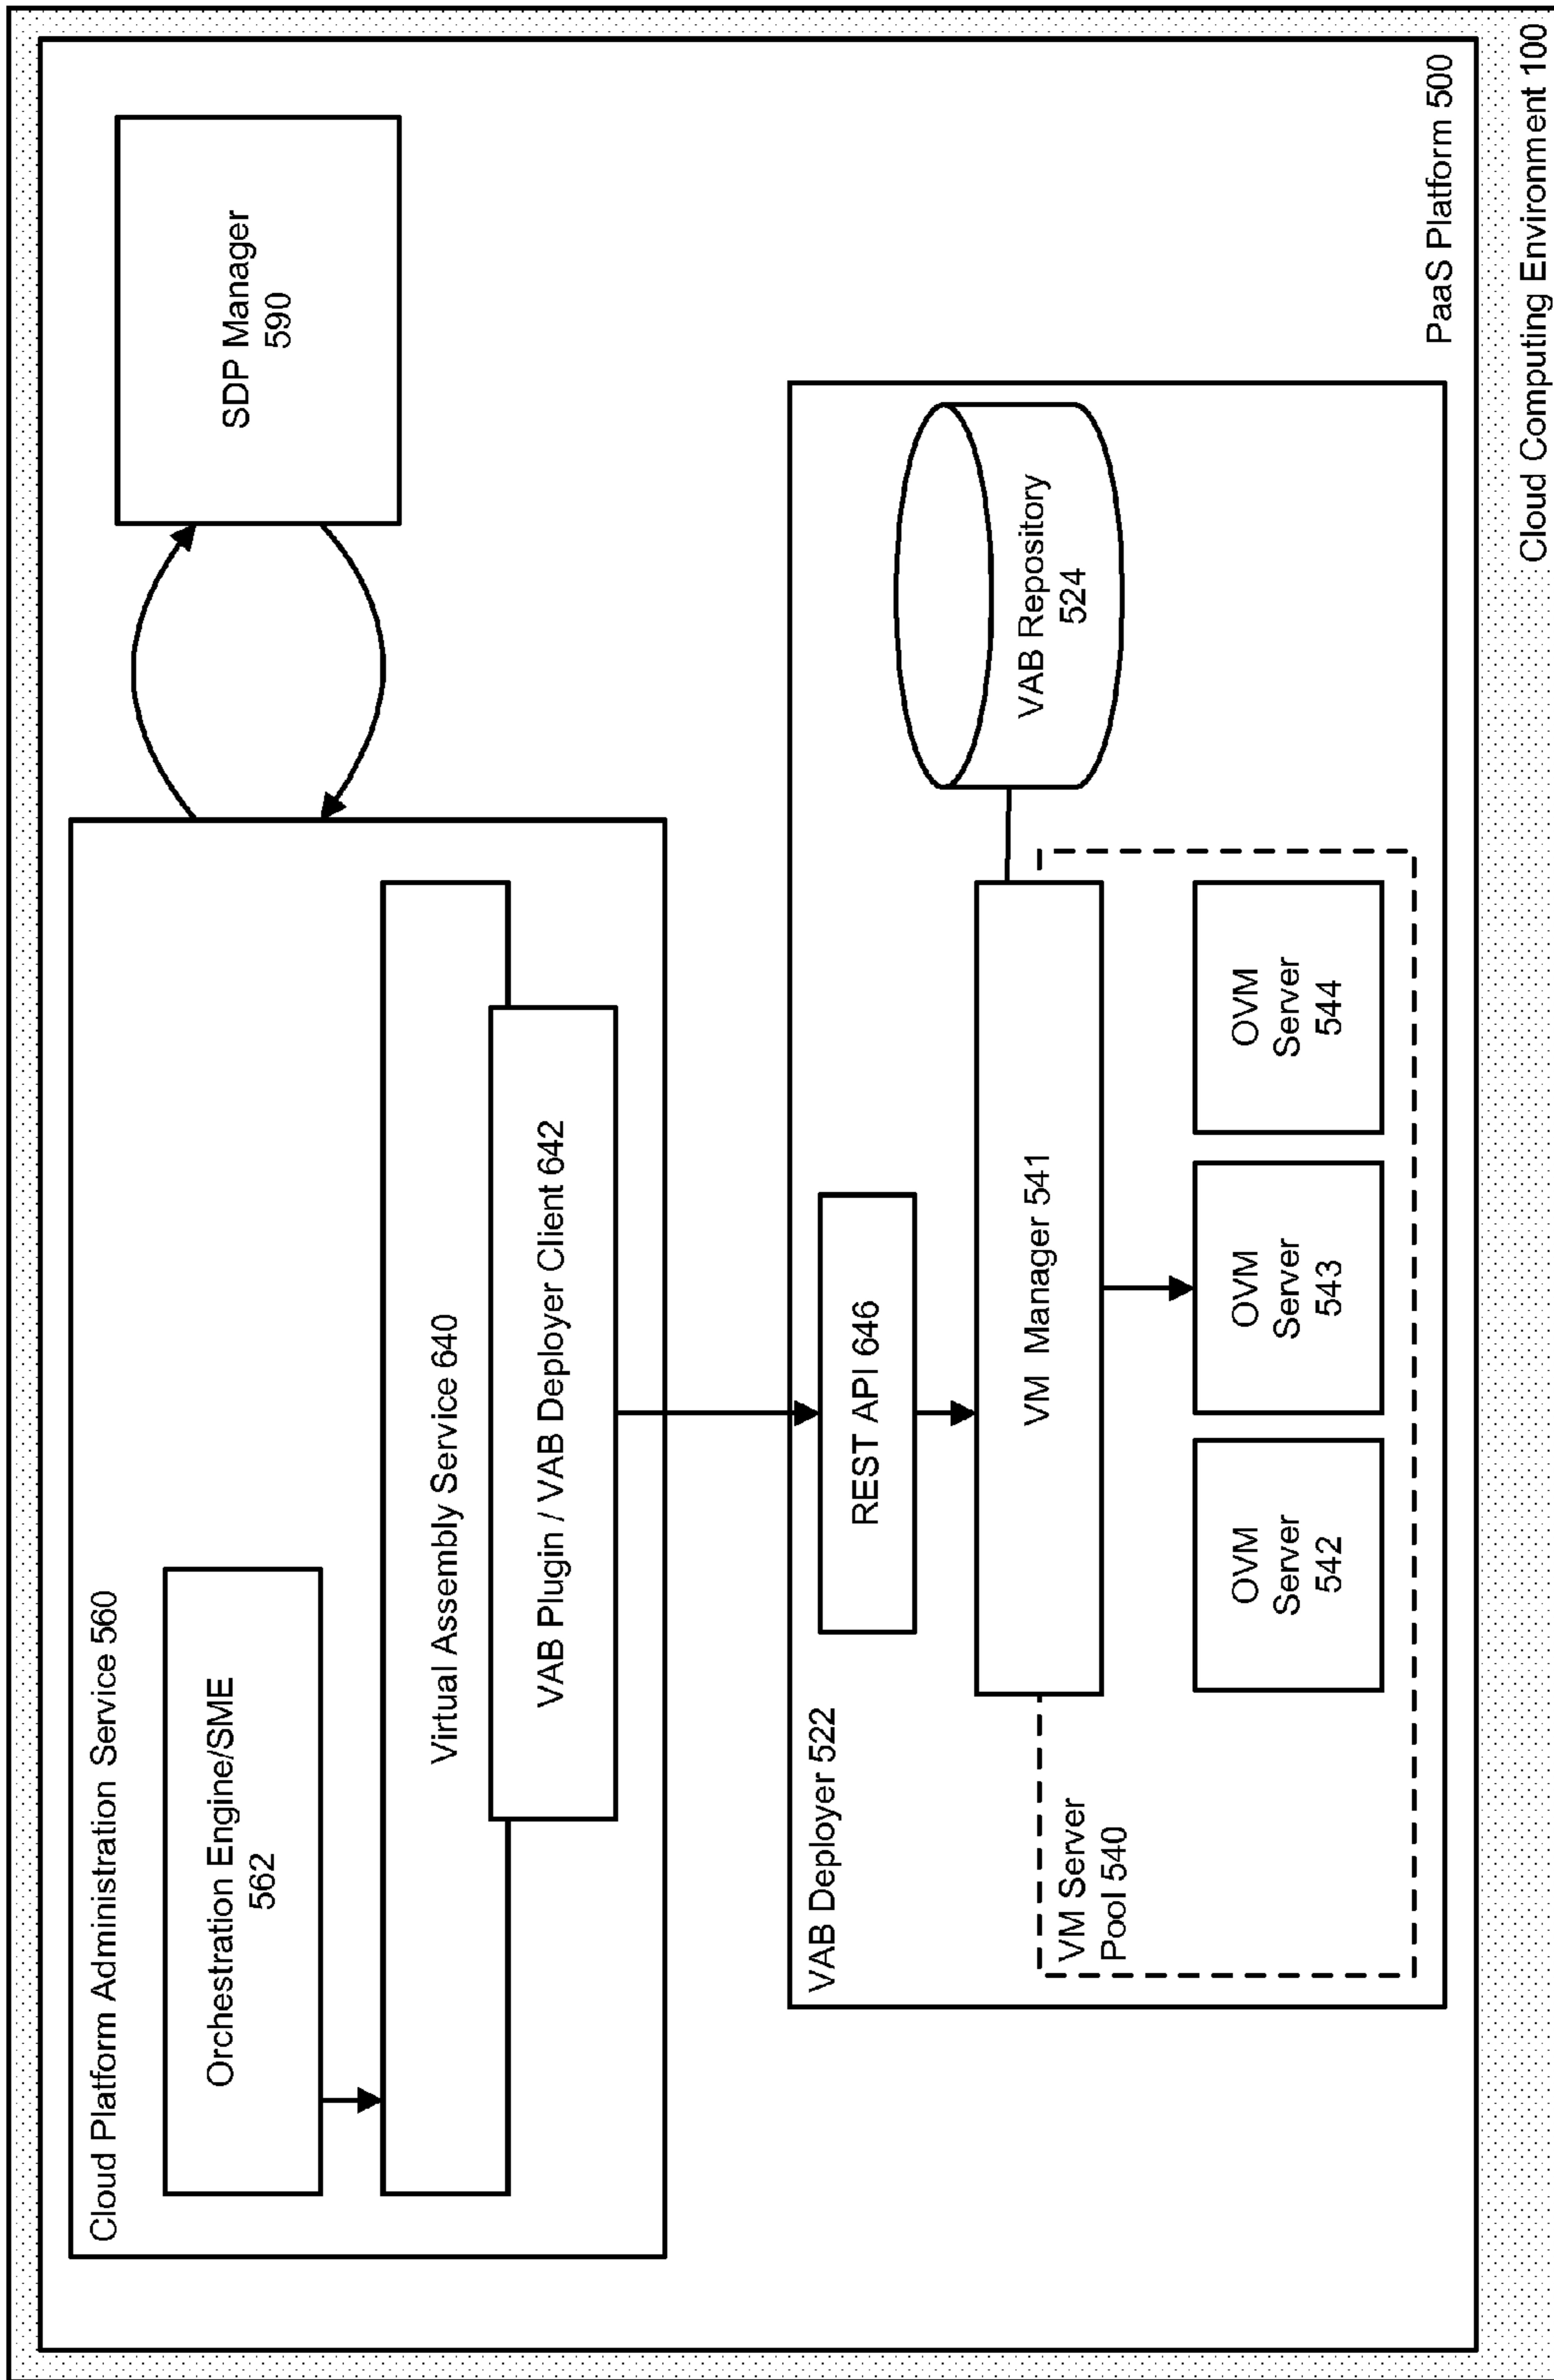 Cloud Platform Administration Service 560
Orchestration Engine/SME
562
SDP Manager
590
Virtual Assembly Service 640
VAB Plugin / VAB Deployer Client 642
VAB Deployer 522
REST API 646
VM Manager 541
VAB Repository
524
VM Server
Pool 540
OVM
Server
542
OVM
Server
543
OVM
Server
544
PaaS Platform 500
Cloud Computing Environment 100